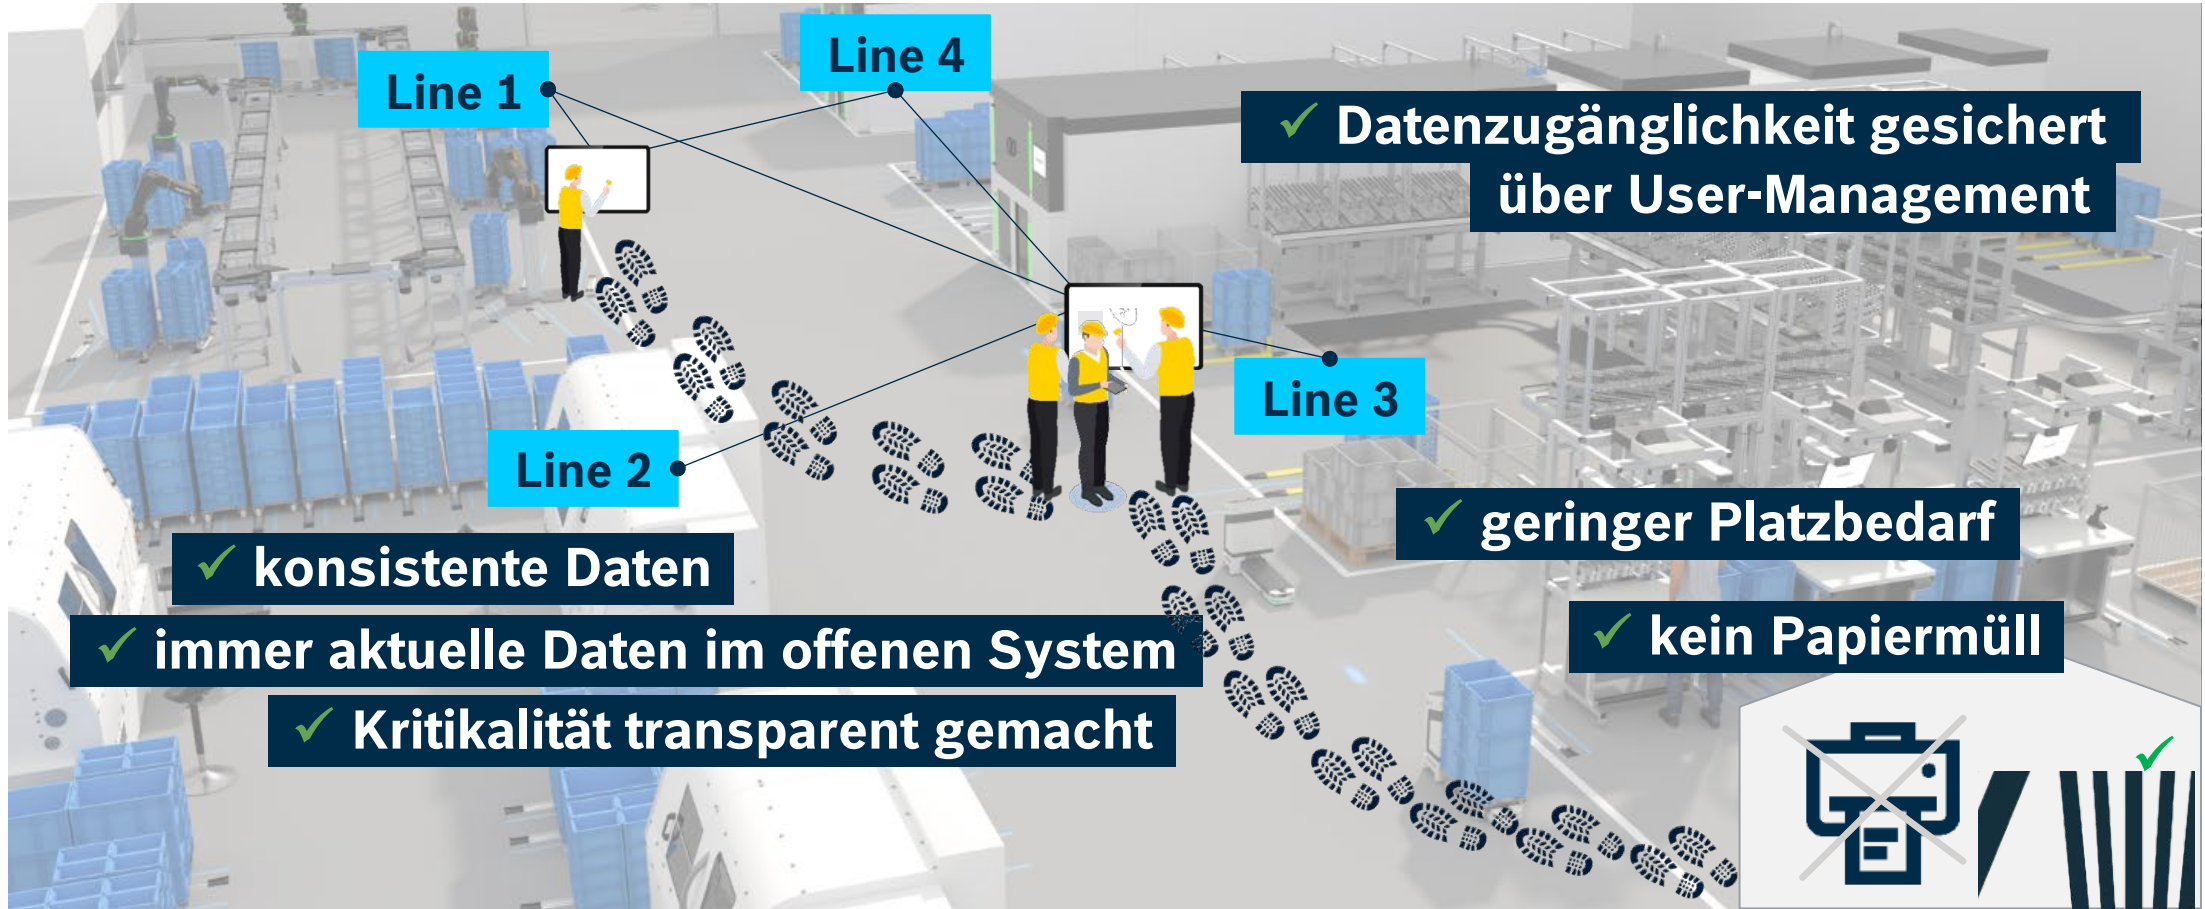 Line 1
Line 4
✓ Datenzugänglichkeit gesichert
über User-Management
Line 3
Line 2
✓ geringer Platzbedarf
✓ konsistente Daten
✓ kein Papiermüll
✓ immer aktuelle Daten im offenen System
✓ Kritikalität transparent gemacht